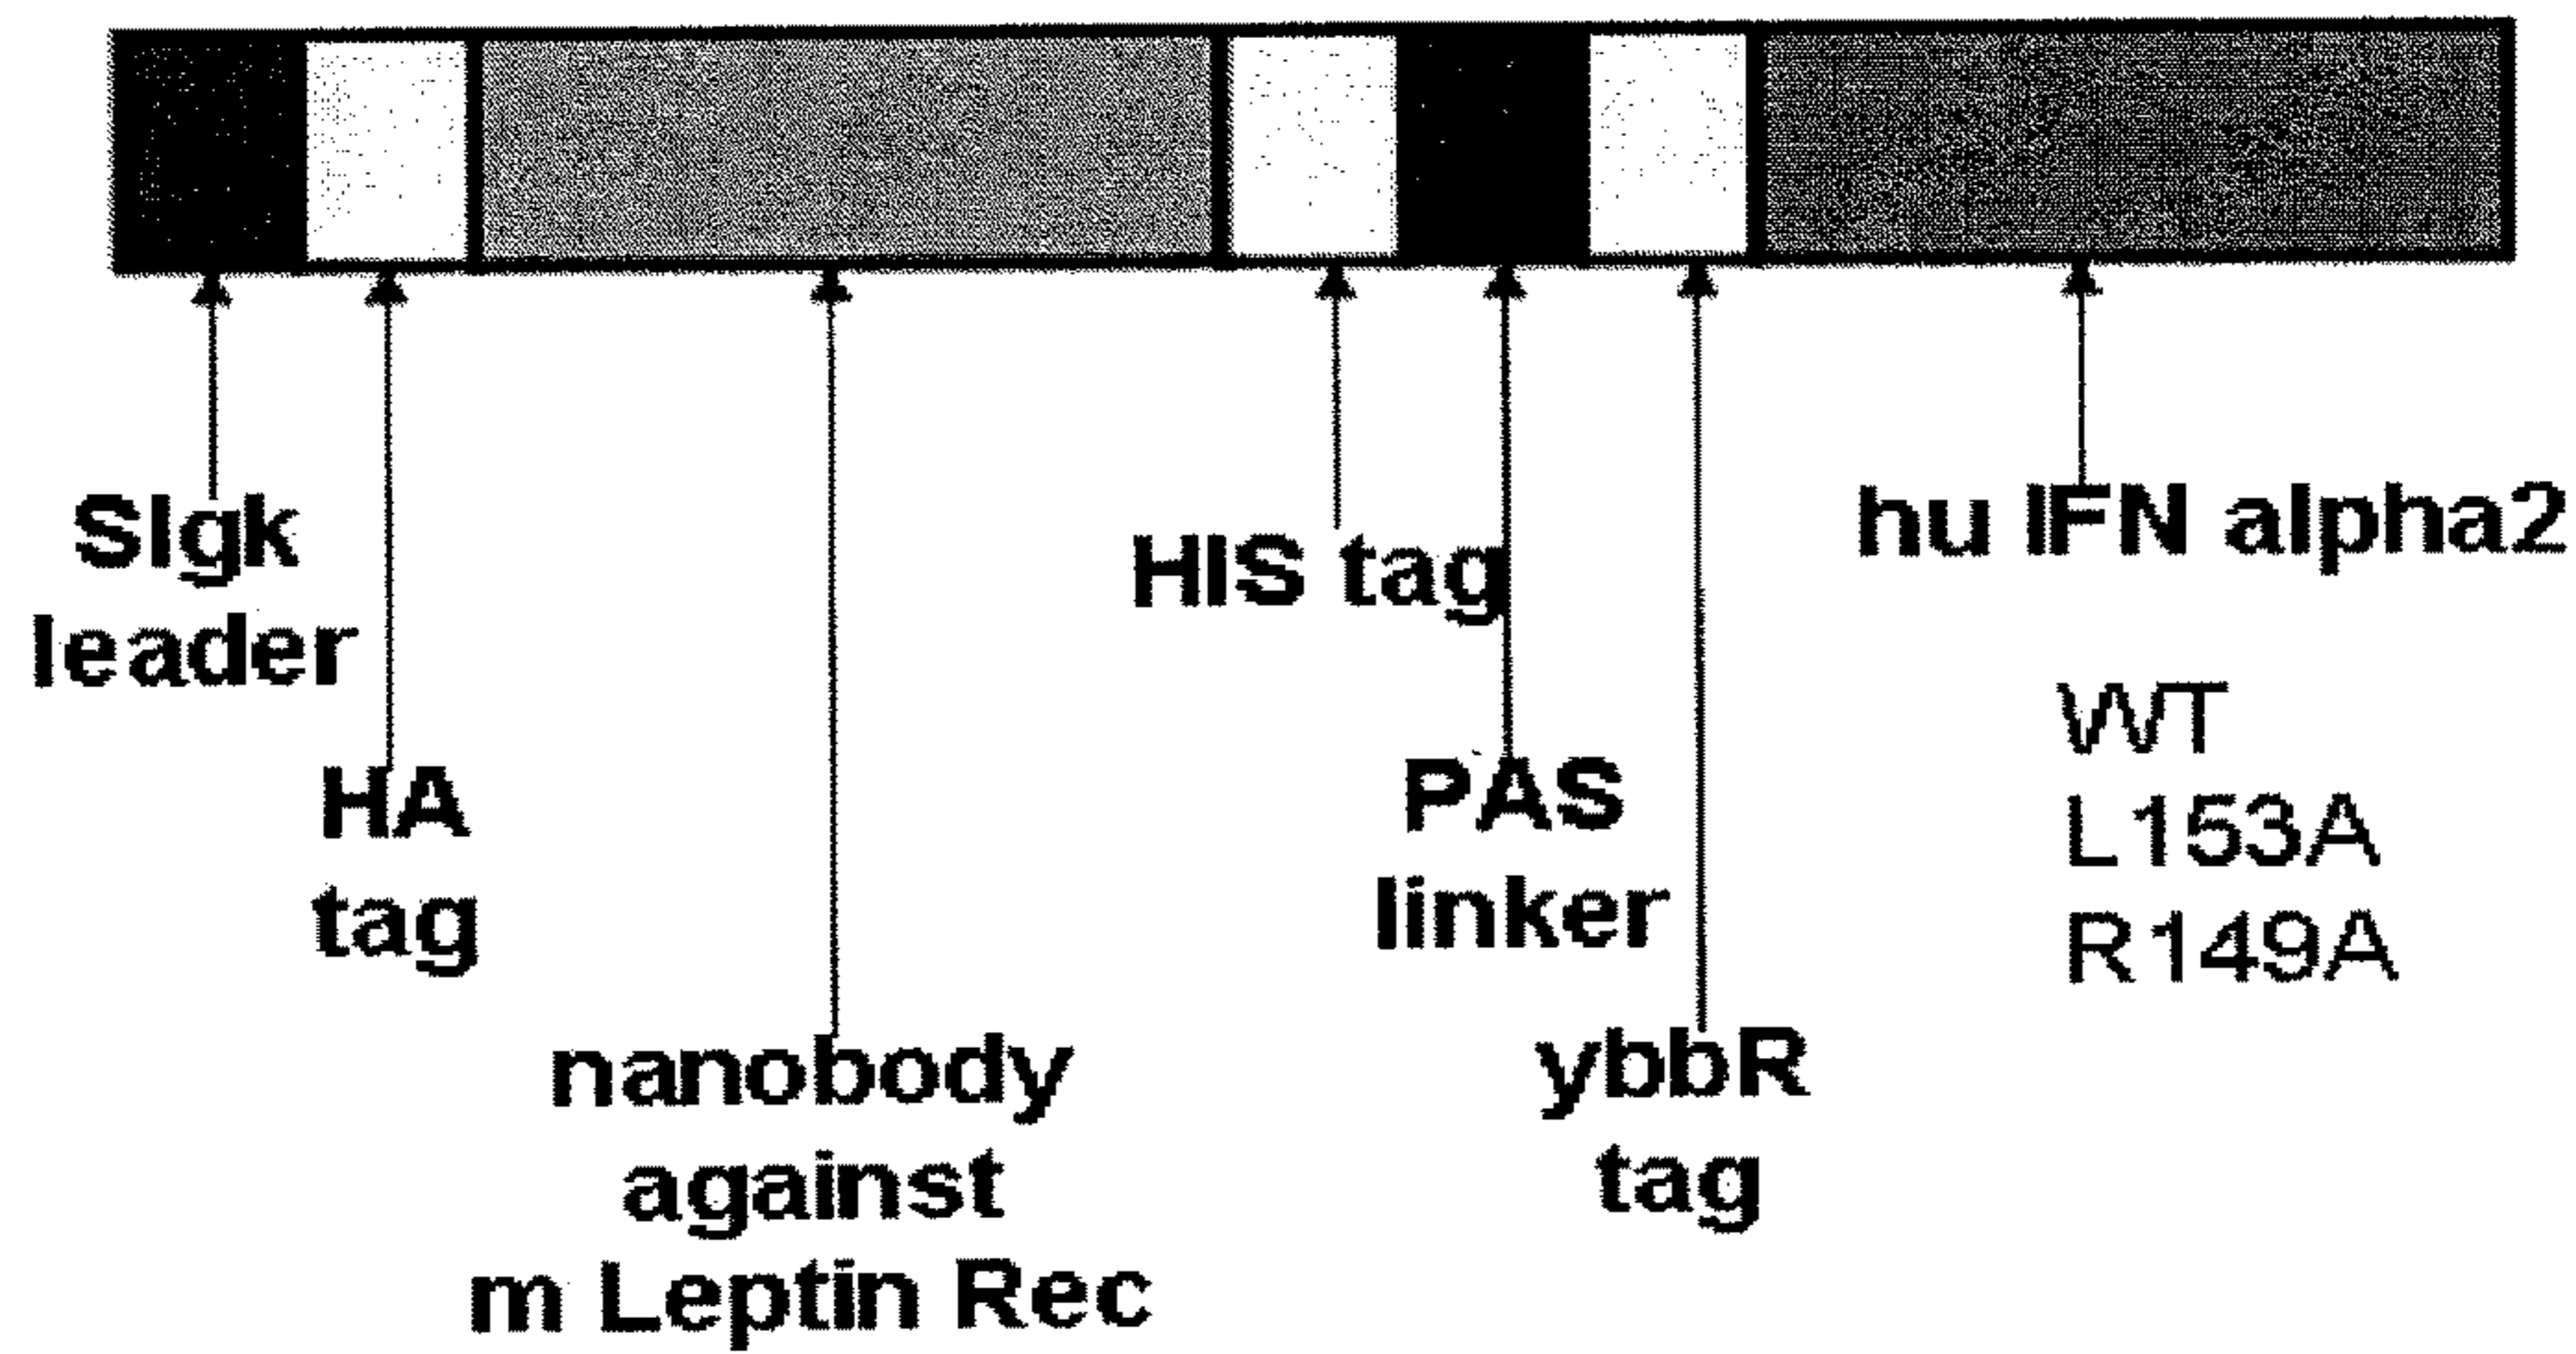 SIgk
leader
HA
tag
nanobody
against
m Leptin Rec
HIS tag
PAS
linker
ybbR
tag
hu IFN alpha2
WT
L153A
R149A